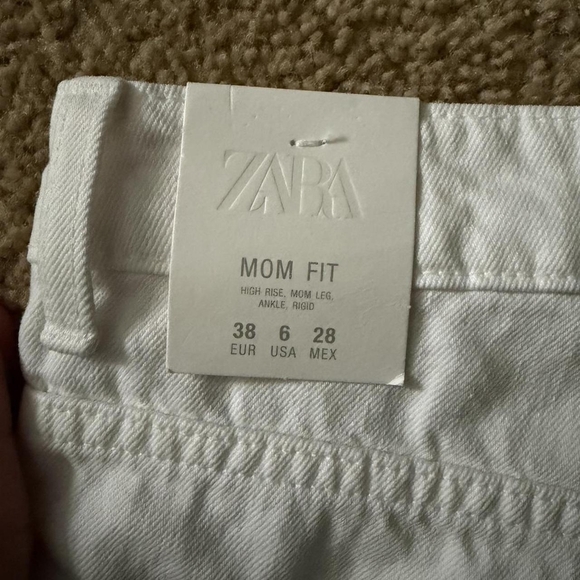 ZARA
MOM FIT
HIGH RISE, MOM LEG,
ANKLE, RIGID
38 6 28
EUR USA MEX